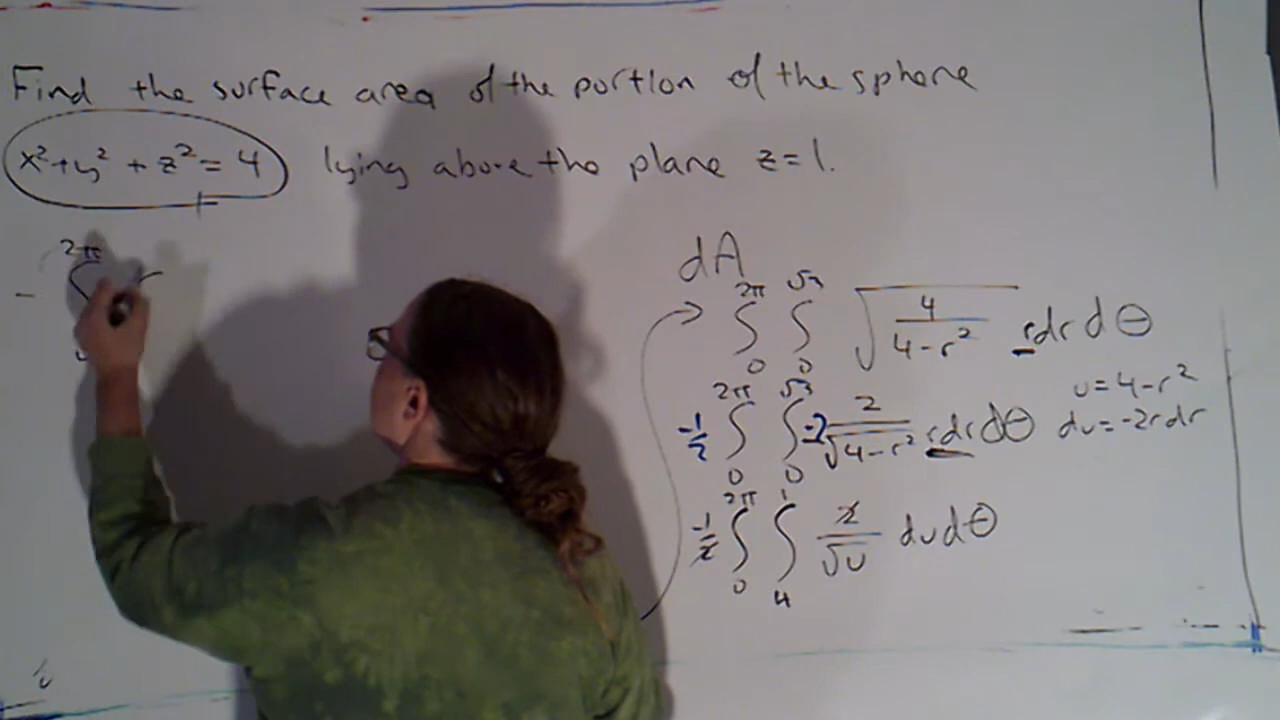 Find the surface area of the portion of the sphere
x² + y² + z² = 4 lying above the plane z = 1.
dA
∫₀^{2π} ∫₀^{√3} √(4/(4-r²)) r dr dθ
u = 4 - r²
-1/2 ∫₀^{2π} ∫₀^{√3} -2 2/√(4-r²) r dr dθ du = -2r dr
-1/2 ∫₀^{2π} ∫₄^{1} 2/√u du dθ
- ∫^{2π}